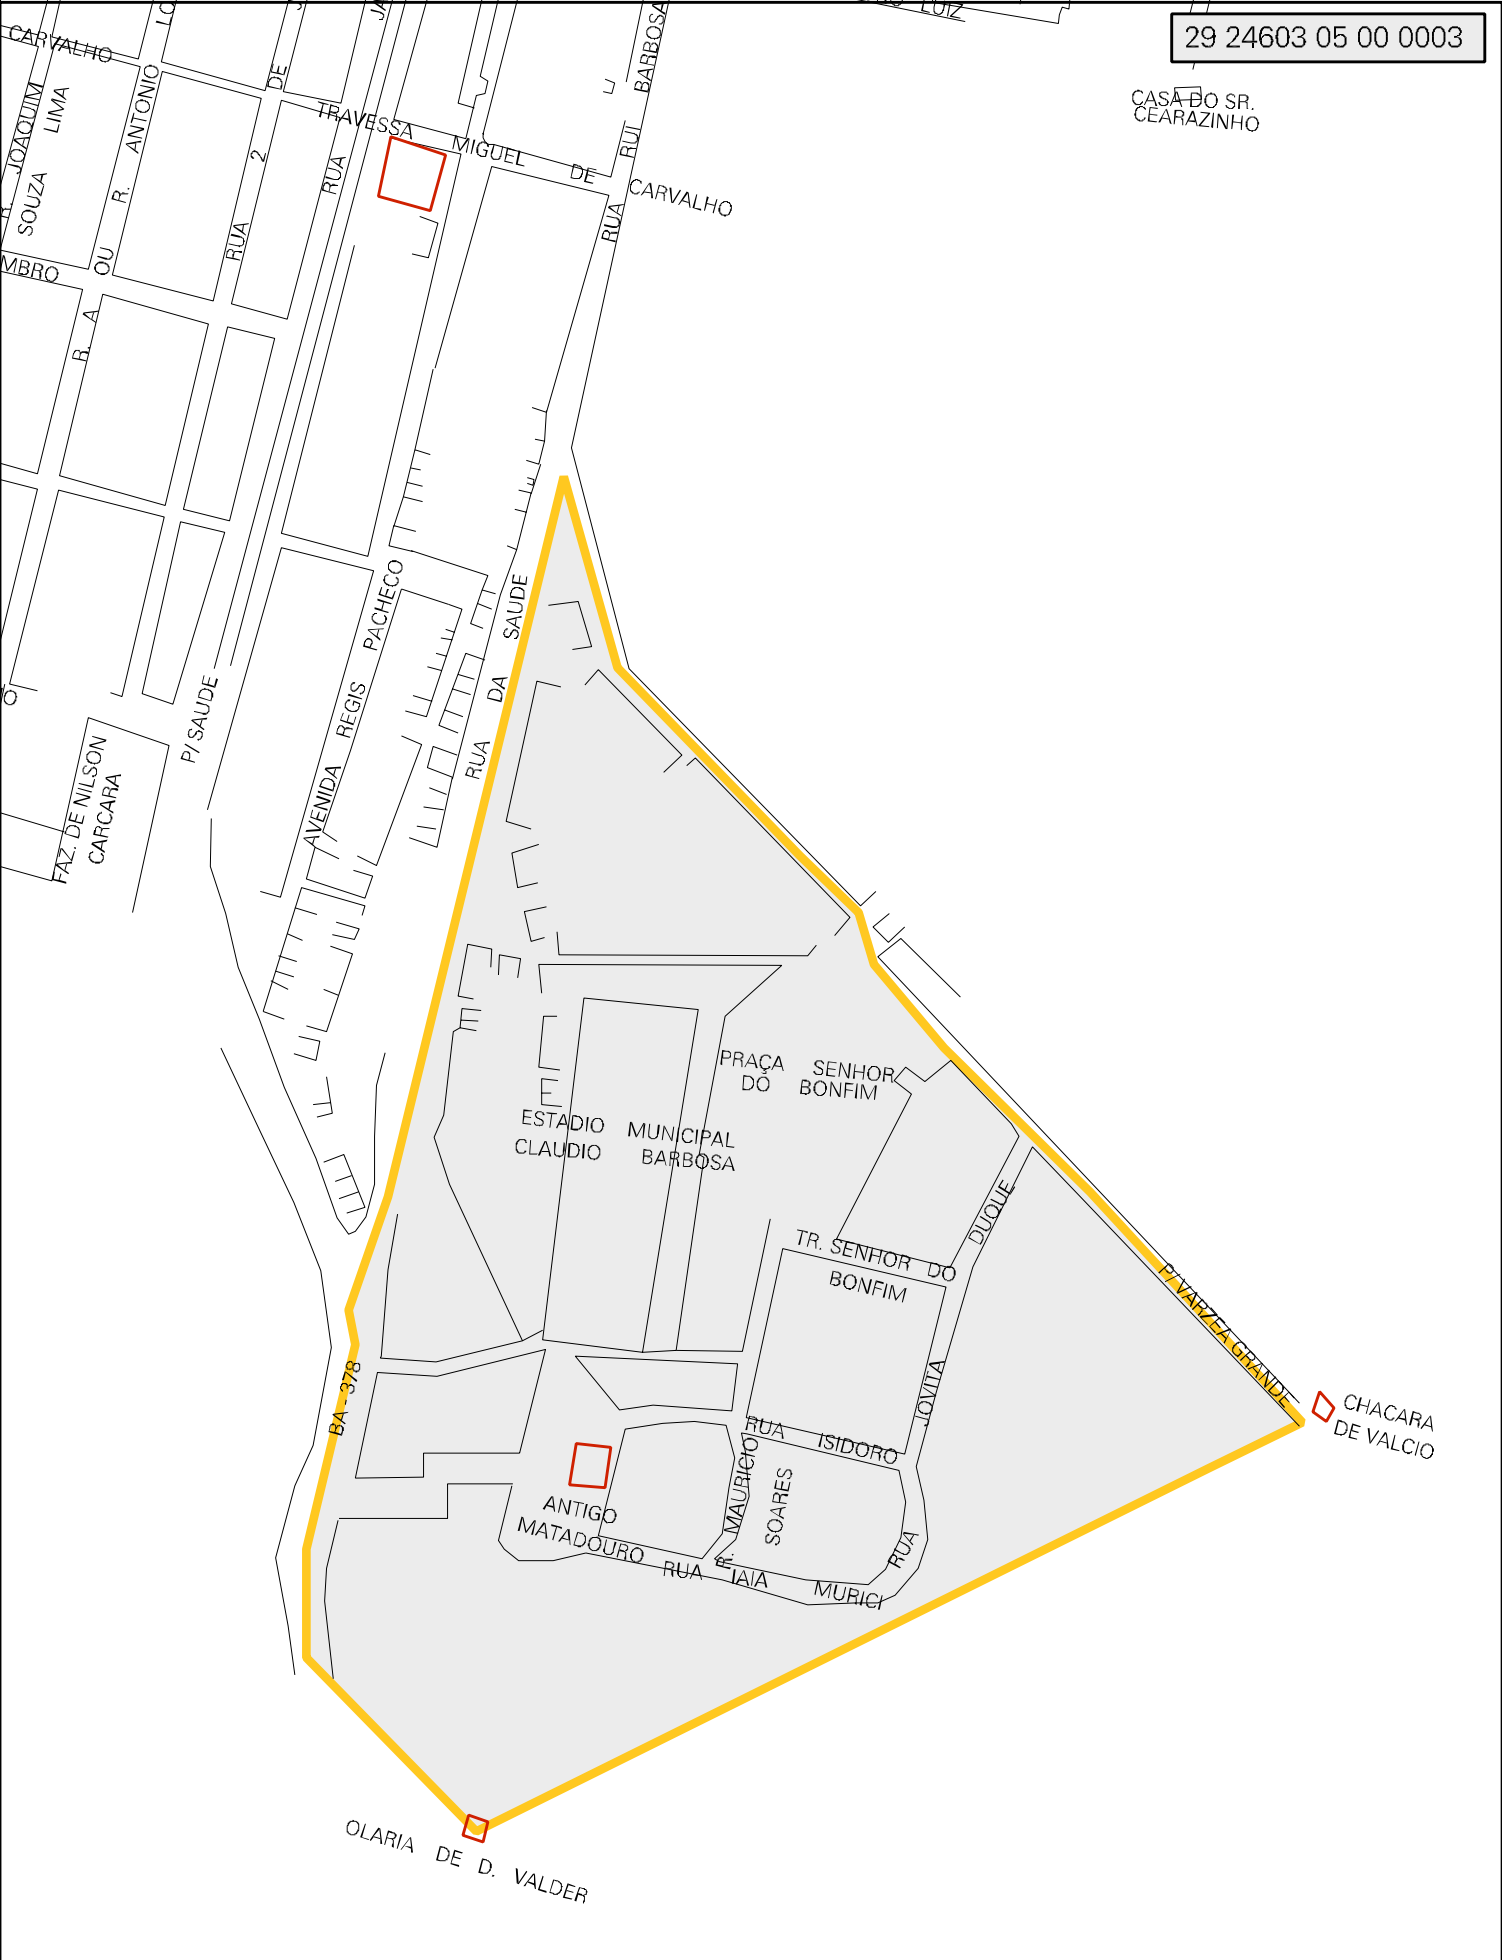 29 24603 05 00 0003
LUIZ
CASA DO SR.
CEARAZINHO
CARVALHO
R. JOAQUIM
SOUZA LIMA
R. ANTONIO
OU
R. A
RUA 2 DE
MBRO
RUA
TRAVESSA MIGUEL DE CARVALHO
RUA RUI BARBOSA
P/ SAUDE
FAZ. DE NILSON
CARCARA
AVENIDA REGIS PACHECO
RUA DA SAUDE
PRAÇA SENHOR
DO BONFIM
ESTADIO MUNICIPAL
CLAUDIO BARBOSA
TR. SENHOR DO
BONFIM
RUA JOVITA DUQUE
P/ VARZEA GRANDE
CHACARA
DE VALCIO
BA - 378
RUA ISIDORO
R. MAURICIO
SOARES
ANTIGO
MATADOURO
RUA IAIA MURICI
OLARIA DE D. VALDER